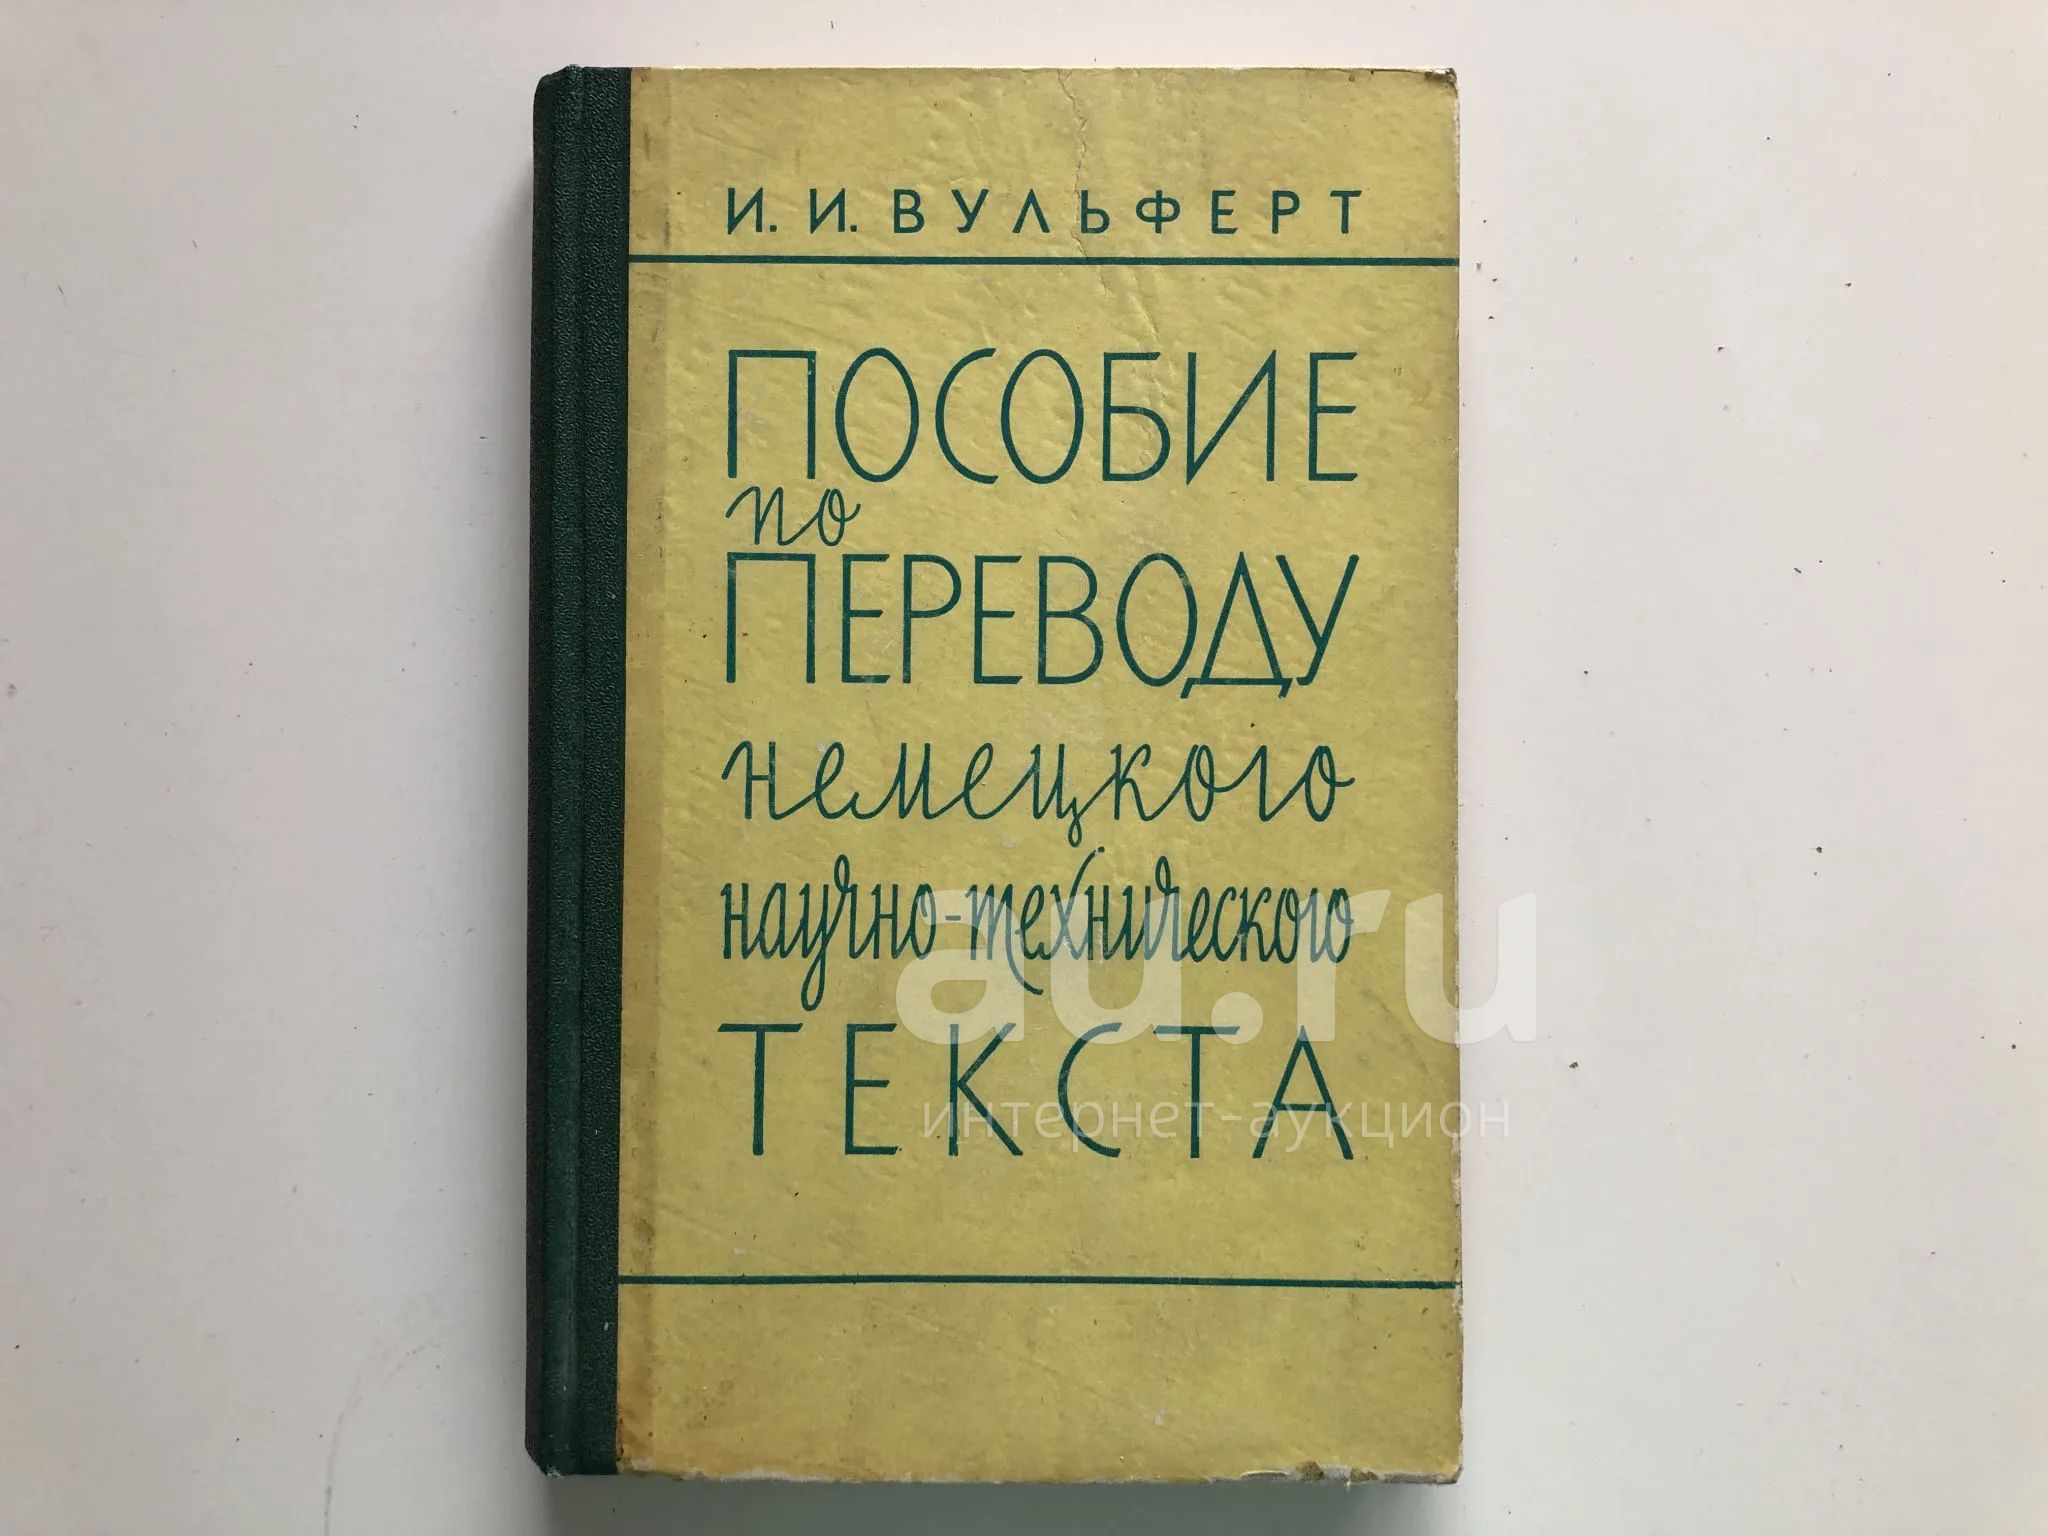 И. И. ВУЛЬФЕРТ
ПОСОБИЕ
по
ПЕРЕВОДУ
немецкого
научно-технического
ТЕКСТА
au.ru
интернет-аукцион